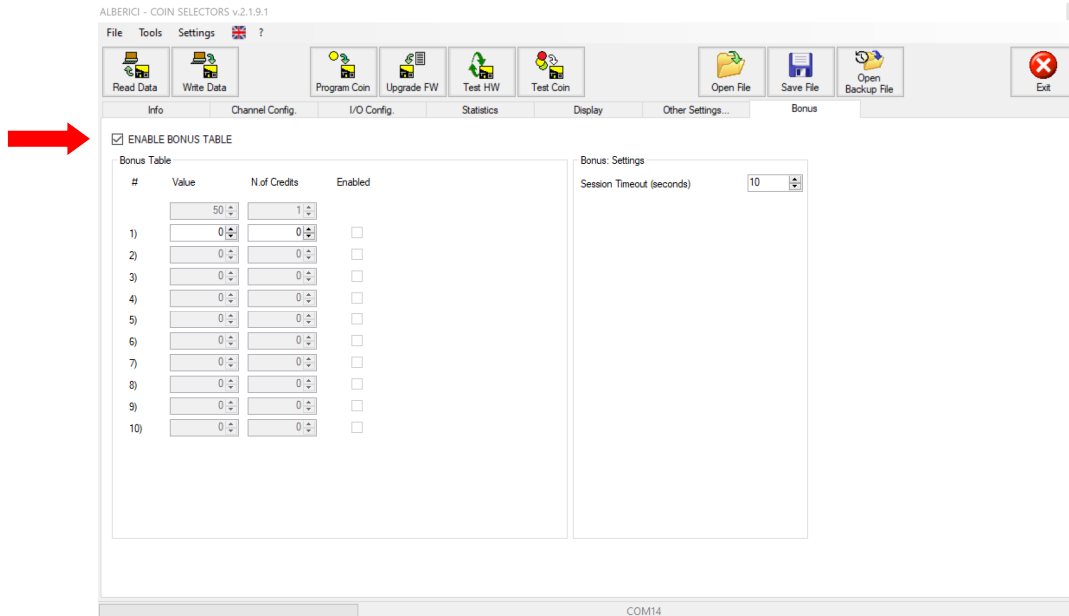 ALBERICI - COIN SELECTORS v.2.1.9.1
File Tools Settings ?
Read Data Write Data Program Coin Upgrade FW Test HW Test Coin Open File Save File Open Backup File Exit
Info Channel Config. I/O Config. Statistics Display Other Settings... Bonus
ENABLE BONUS TABLE
Bonus Table Bonus: Settings
# Value N.of Credits Enabled Session Timeout (seconds) 10
50 1
1) 0 0
2) 0 0
3) 0 0
4) 0 0
5) 0 0
6) 0 0
7) 0 0
8) 0 0
9) 0 0
10) 0 0
COM14